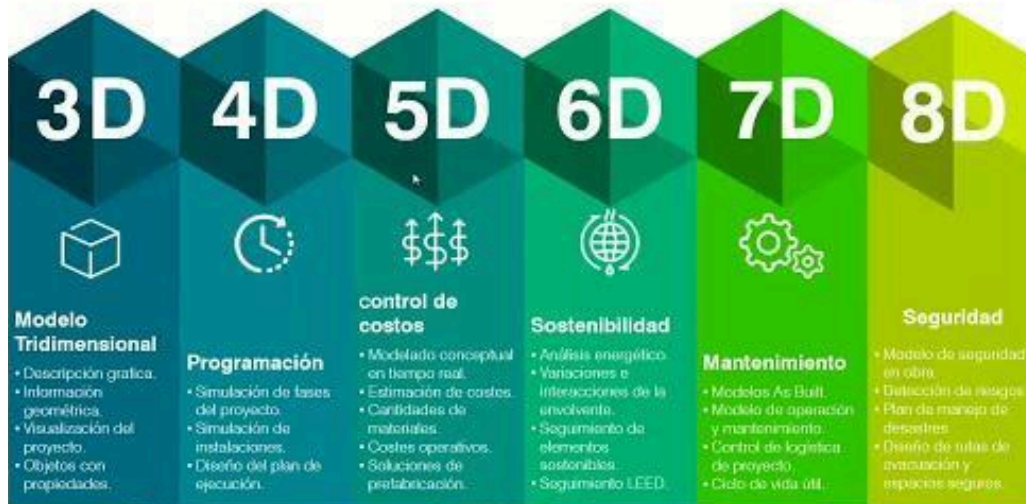 3D
Modelo
Tridimensional
• Descripción grafica.
• Información
geométrica.
• Visualización del
proyecto.
• Objetos con
propiedades.
4D
Programación
• Simulación de fases
del proyecto.
• Simulación de
instalaciones.
• Diseño del plan de
ejecución.
5D
control de
costos
• Modelado conceptual
en tiempo real.
• Estimación de costos.
• Cantidades de
materiales.
• Costos operativos.
• Soluciones de
prefabricación.
6D
Sostenibilidad
• Análisis energético.
• Variaciones e
interacciones de la
envolvente.
• Seguimiento de
elementos
sostenibles.
• Seguimiento LEED.
7D
Mantenimiento
• Modelos As Built.
• Modelo de operación
y mantenimiento.
• Control de logística
de proyecto.
• Ciclo de vida útil.
8D
Seguridad
• Modelo de seguridad
en obra.
• Detección de riesgos
• Plan de manejo de
desastres
• Diseño de rutas de
evacuación y
espacios seguros.